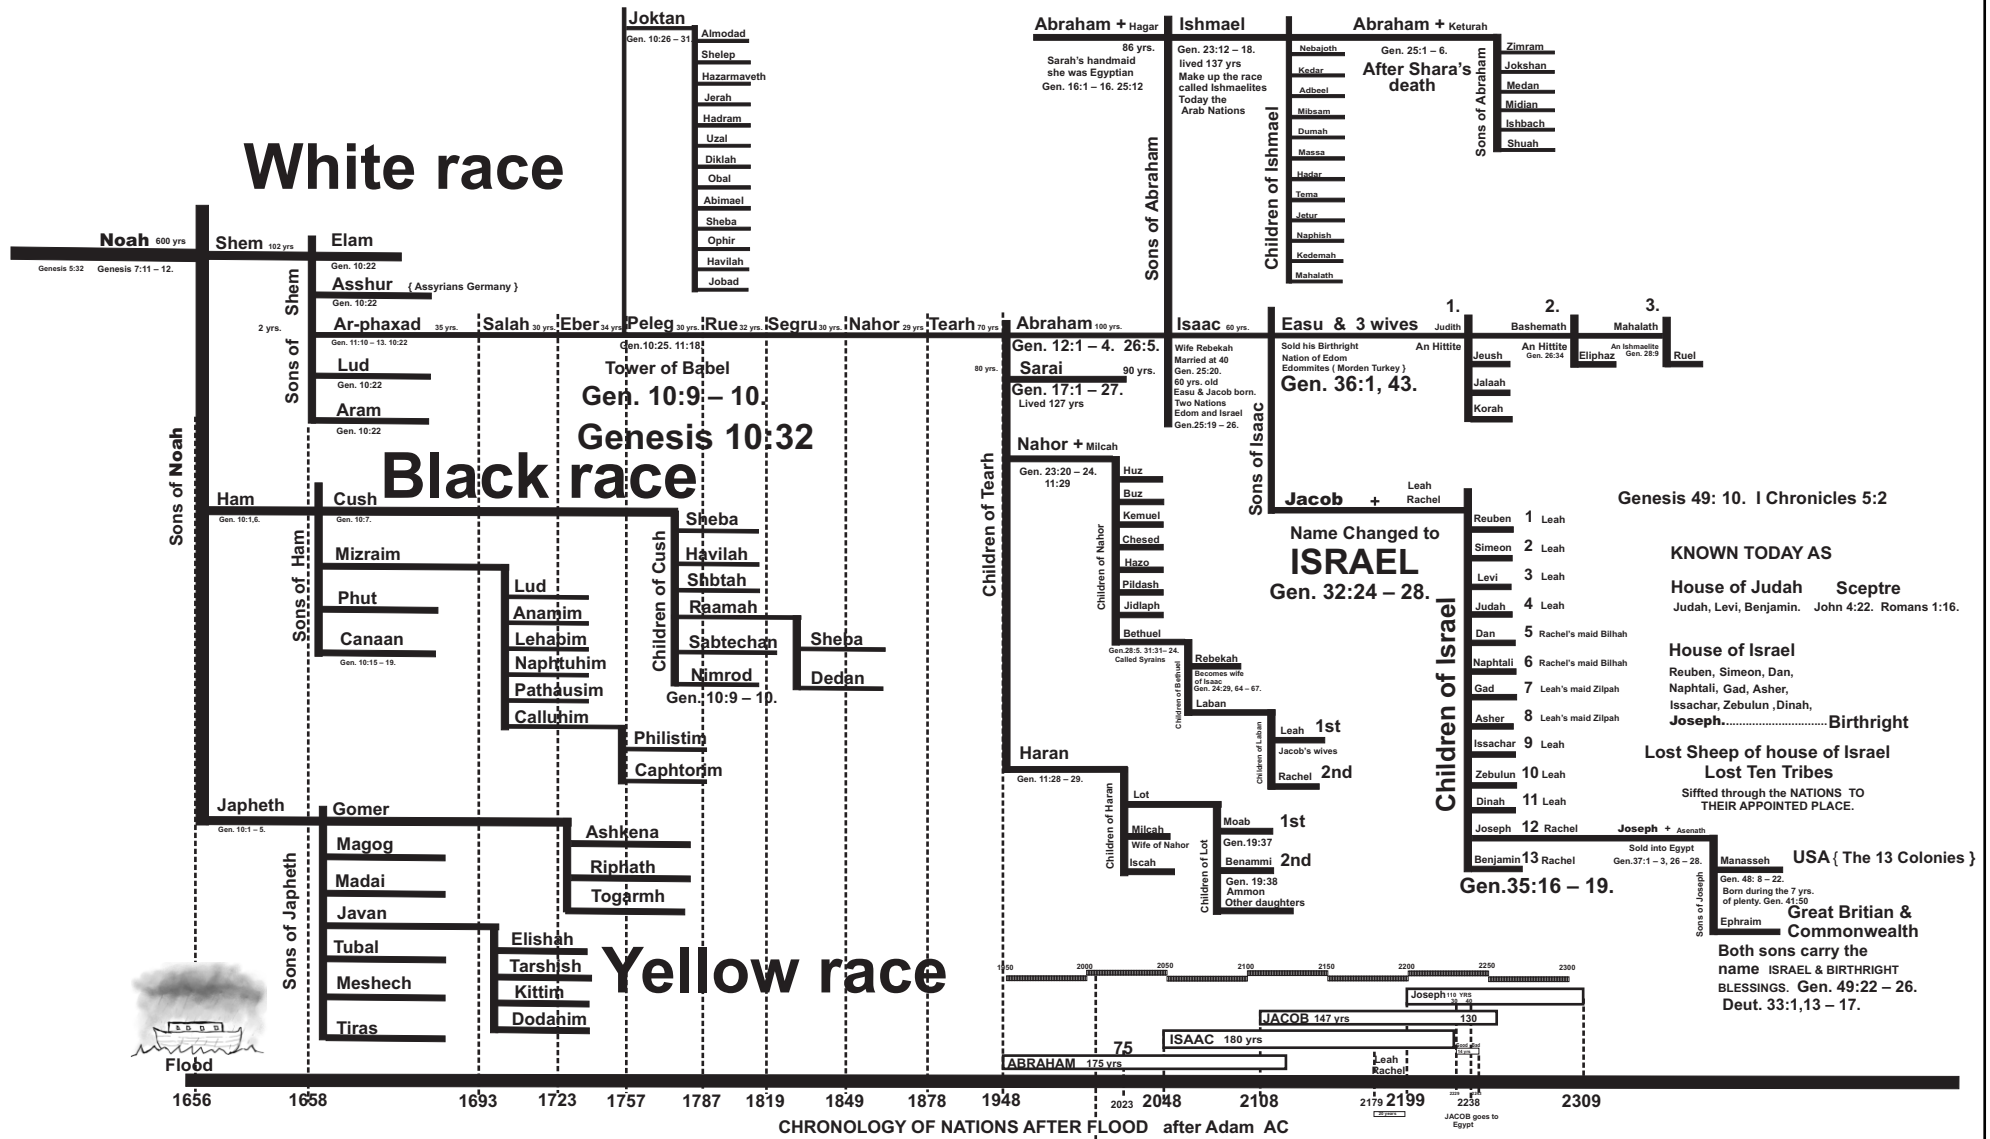 White race
Noah 600 yrs
Genesis 5:32 Genesis 7:11 – 12.
Sons of Noah
Shem 102 yrs
Sons of Shem
2 yrs.
Elam
Gen. 10:22
Asshur { Assyrians Germany }
Gen. 10:22
Ar-phaxad 35 yrs.
Gen. 11:10 – 13. 10:22
Lud
Gen. 10:22
Aram
Gen. 10:22
Salah 30 yrs.
Eber 34 yrs
Peleg 30 yrs.
Gen.10:25. 11:18
Rue 32 yrs.
Segru 30 yrs.
Nahor 29 yrs
Tearh 70 yrs
Joktan
Gen. 10:26 – 31.
Almodad
Shelep
Hazarmaveth
Jerah
Hadram
Uzal
Diklah
Obal
Abimael
Sheba
Ophir
Havilah
Jobad
Tower of Babel
Gen. 10:9 – 10.
Genesis 10:32
Black race
Ham
Gen. 10:1,6.
Sons of Ham
Cush
Gen. 10:7.
Mizraim
Phut
Canaan
Gen. 10:15 – 19.
Lud
Anamim
Lehabim
Naphtuhim
Pathausim
Calluhim
Philistim
Caphtorim
Children of Cush
Sheba
Havilah
Shbtah
Raamah
Sabtechan
Nimrod
Gen. 10:9 – 10.
Sheba
Dedan
Japheth
Gen. 10:1 – 5.
Sons of Japheth
Gomer
Magog
Madai
Javan
Tubal
Meshech
Tiras
Ashkena
Riphath
Togarmh
Elishah
Tarshish
Kittim
Dodanim
Yellow race
Flood
Children of Tearh
Abraham 100 yrs.
Gen. 12:1 – 4. 26:5.
80 yrs.
Sarai 90 yrs.
Gen. 17:1 – 27.
Lived 127 yrs
Nahor + Milcah
Gen. 23:20 – 24.
11:29
Children of Nahor
Huz
Buz
Kemuel
Chesed
Hazo
Pildash
Jidlaph
Bethuel
Gen.28:5. 31:31– 24.
Called Syrains
Children of Bethuel
Rebekah
Becomes wife
of Isaac
Gen. 24:29, 64 – 67.
Laban
Children of Laban
Leah 1st
Jacob's wives
Rachel 2nd
Haran
Gen. 11:28 – 29.
Children of Haran
Lot
Milcah
Wife of Nahor
Iscah
Children of Lot
Moab 1st
Gen.19:37
Benammi 2nd
Gen. 19:38
Ammon
Other daughters
Abraham + Hagar
86 yrs.
Sarah's handmaid
she was Egyptian
Gen. 16:1 – 16. 25:12
Sons of Abraham
Ishmael
Gen. 23:12 – 18.
lived 137 yrs
Make up the race
called Ishmaelites
Today the
Arab Nations
Children of Ishmael
Nebajoth
Kedar
Adbeel
Mibsam
Dumah
Massa
Hadar
Tema
Jetur
Naphish
Kedemah
Mahalath
Abraham + Keturah
Gen. 25:1 – 6.
After Shara's
death
Sons of Abraham
Zimram
Jokshan
Medan
Midian
Ishbach
Shuah
Isaac 60 yrs.
Wife Rebekah
Married at 40
Gen. 25:20.
60 yrs. old
Easu & Jacob born.
Two Nations
Edom and Israel
Gen.25:19 – 26.
Sons of Isaac
Easu & 3 wives
Sold his Birthright
Nation of Edom
Edommites ( Morden Turkey }
Gen. 36:1, 43.
1.
Judith
An Hittite
Jeush
Jalaah
Korah
2.
Bashemath
An Hittite
Gen. 26:34
Eliphaz
3.
Mahalath
An Ishmaelite
Gen. 28:9
Ruel
Jacob +
Leah
Rachel
Name Changed to
ISRAEL
Gen. 32:24 – 28.
Children of Israel
Reuben 1 Leah
Simeon 2 Leah
Levi 3 Leah
Judah 4 Leah
Dan 5 Rachel's maid Bilhah
Naphtali 6 Rachel's maid Bilhah
Gad 7 Leah's maid Zilpah
Asher 8 Leah's maid Zilpah
Issachar 9 Leah
Zebulun 10 Leah
Dinah 11 Leah
Joseph 12 Rachel
Benjamin 13 Rachel
Gen.35:16 – 19.
Genesis 49: 10. I Chronicles 5:2
KNOWN TODAY AS
House of Judah Sceptre
Judah, Levi, Benjamin. John 4:22. Romans 1:16.
House of Israel
Reuben, Simeon, Dan,
Naphtali, Gad, Asher,
Issachar, Zebulun ,Dinah,
Joseph...............................Birthright
Lost Sheep of house of Israel
Lost Ten Tribes
Siffted through the NATIONS TO
THEIR APPOINTED PLACE.
Joseph + Asenath
Sold into Egypt
Gen.37:1 – 3, 26 – 28.
Sons of Joseph
Manasseh
USA { The 13 Colonies }
Gen. 48: 8 – 22.
Born during the 7 yrs.
of plenty. Gen. 41:50
Ephraim
Great Britian &
Commonwealth
Both sons carry the
name ISRAEL & BIRTHRIGHT
BLESSINGS. Gen. 49:22 – 26.
Deut. 33:1,13 – 17.
1950 2000 2050 2100 2150 2200 2250 2300
Joseph 110 YRS
30 40
JACOB 147 yrs 130
ISAAC 180 yrs
75
ABRAHAM 175 yrs
Leah
Rachel
1656 1658 1693 1723 1757 1787 1819 1849 1878 1948 2023 2048 2108 2179 2199 2238 2309
20 years
JACOB goes to
Egypt
CHRONOLOGY OF NATIONS AFTER FLOOD after Adam AC